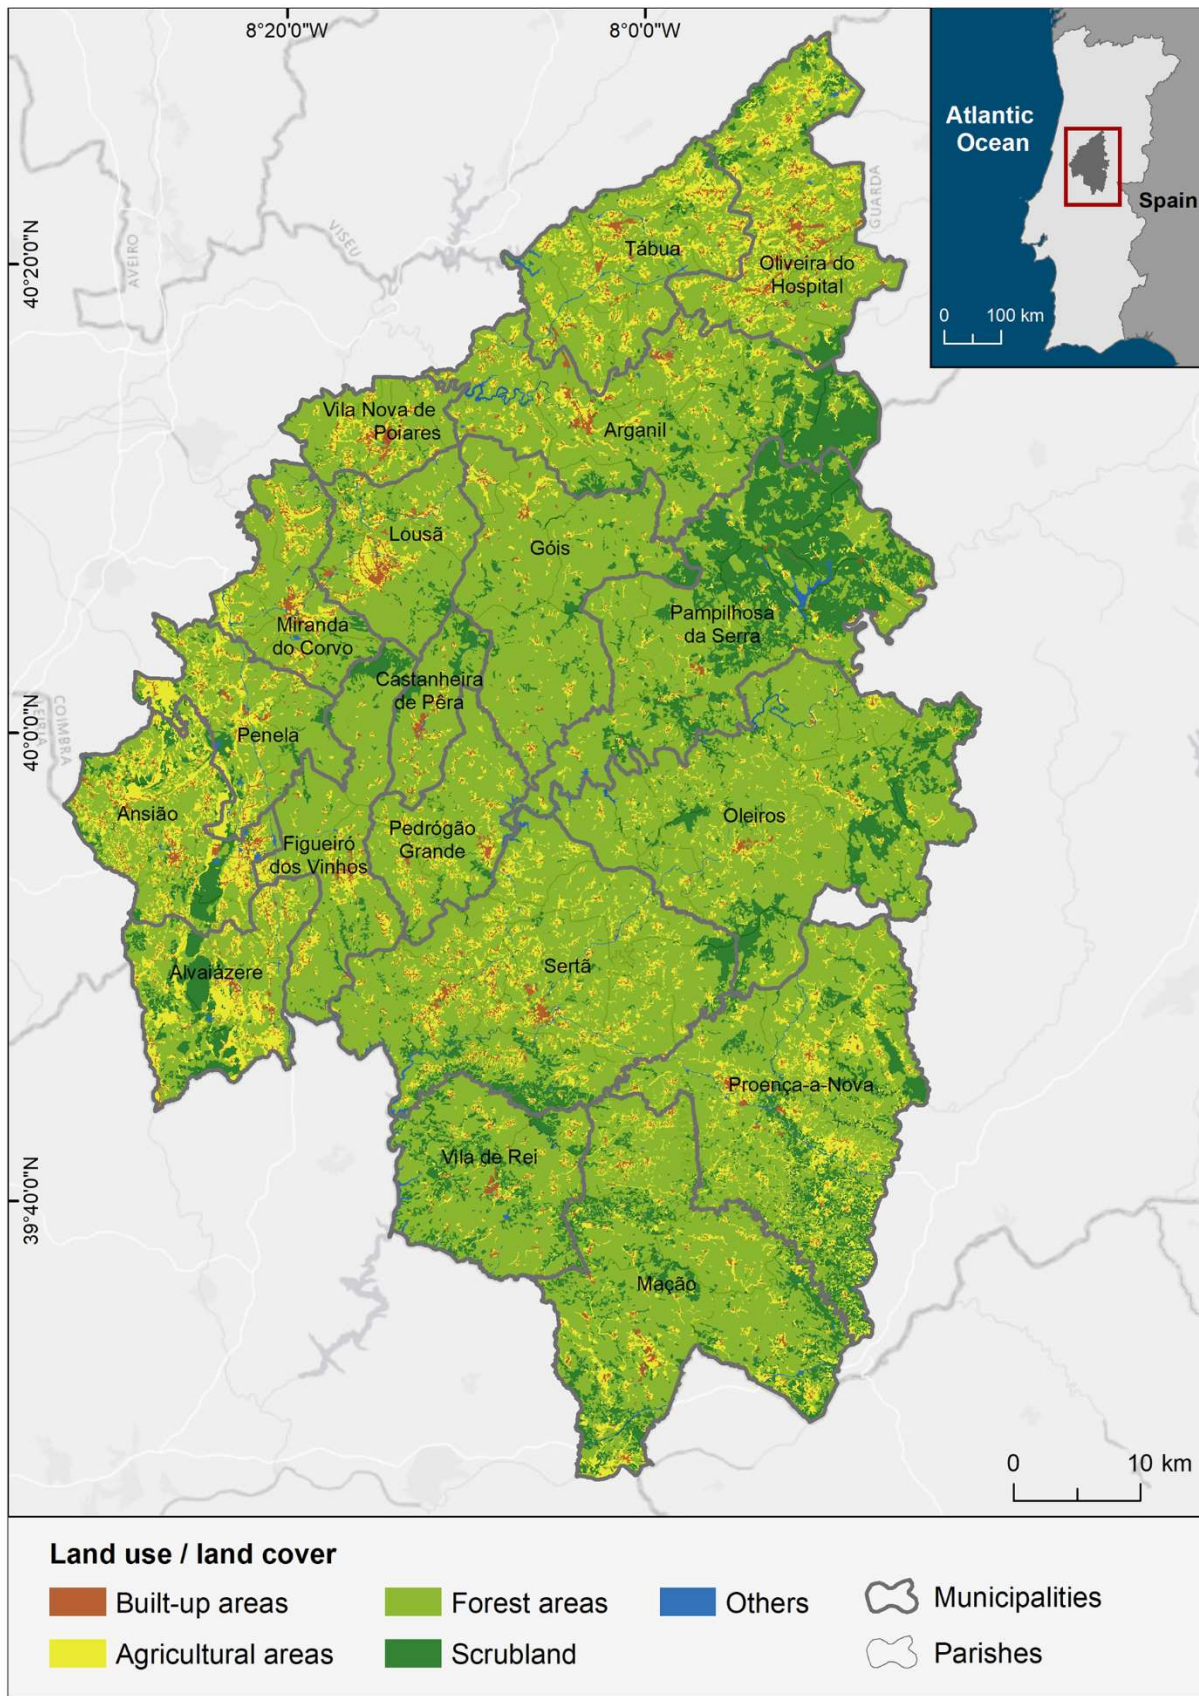 8°20'0"W
8°0'0"W
Atlantic
Ocean
Spain
0
100 km
40°20'0"N
AVEIRO
VISEU
GUARDA
Tábua
Oliveira do
Hospital
Vila Nova de
Poiares
Arganil
Lousã
Góis
Miranda
do Corvo
Pampilhosa
da Serra
Castanheira
de Pêra
40°0'0"N
COIMBRA
LEIRIA
Penela
Ansião
Figueiró
dos Vinhos
Pedrógão
Grande
Oleiros
Alvaiázere
Sertã
Proença-a-Nova
39°40'0"N
Vila de Rei
Mação
0
10 km
Land use / land cover
Built-up areas
Forest areas
Others
Municipalities
Agricultural areas
Scrubland
Parishes